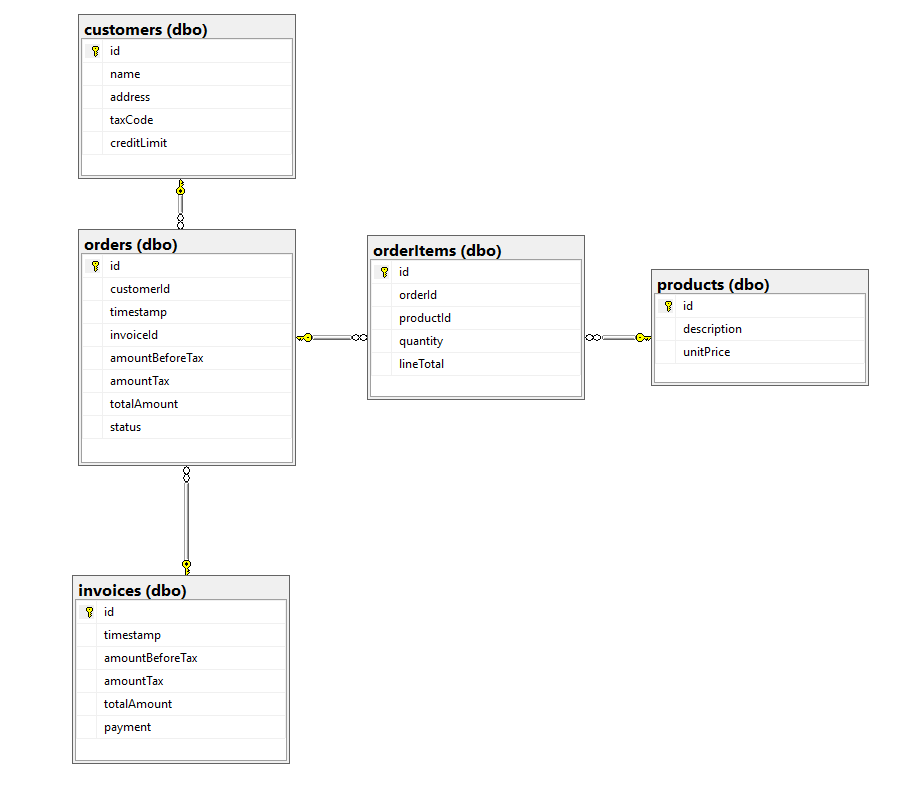 customers (dbo)
id
name
address
taxCode
creditLimit
orders (dbo)
id
customerId
timestamp
invoiceId
amountBeforeTax
amountTax
totalAmount
status
orderItems (dbo)
id
orderId
productId
quantity
lineTotal
products (dbo)
id
description
unitPrice
invoices (dbo)
id
timestamp
amountBeforeTax
amountTax
totalAmount
payment